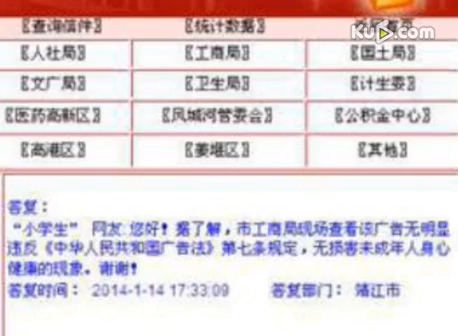 Ku6.com
【查询信件】 【统计数据】
【人社局】 【工商局】 【国土局】
【文广局】 【卫生局】 【计生委】
【医药高新区】 【凤城河管委会】 【公积金中心】
【高港区】 【姜堰区】 【其他】
答复：
“小学生” 网友 您好！据了解，市工商局现场查看该广告无明显
违反《中华人民共和国广告法》第七条规定，无损害未成年人身心
健康的现象。谢谢！
答复时间： 2014-1-14 17:33:09 答复部门： 靖江市